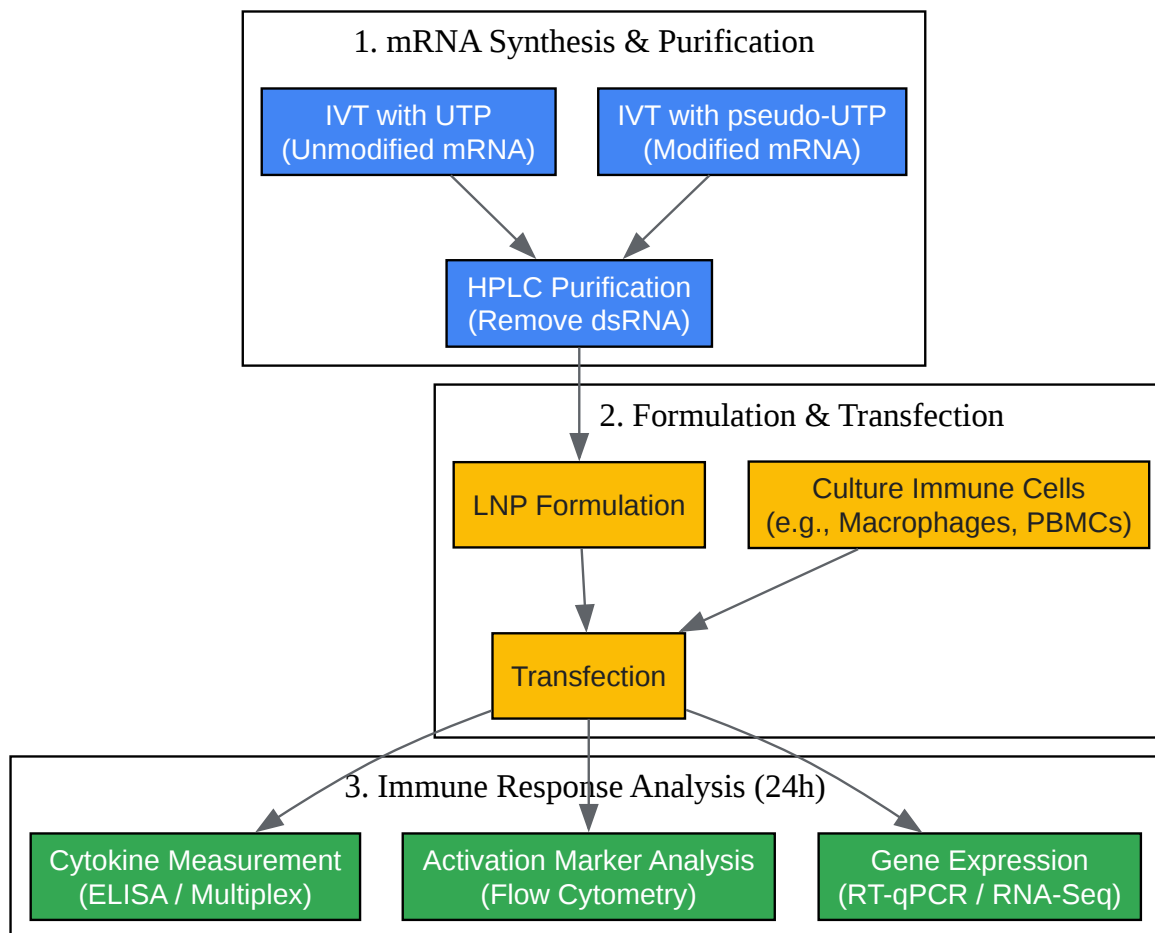 1. mRNA Synthesis & Purification
IVT with UTP
(Unmodified mRNA)
IVT with pseudo-UTP
(Modified mRNA)
HPLC Purification
(Remove dsRNA)
2. Formulation & Transfection
LNP Formulation
Culture Immune Cells
(e.g., Macrophages, PBMCs)
Transfection
3. Immune Response Analysis (24h)
Cytokine Measurement
(ELISA / Multiplex)
Activation Marker Analysis
(Flow Cytometry)
Gene Expression
(RT-qPCR / RNA-Seq)